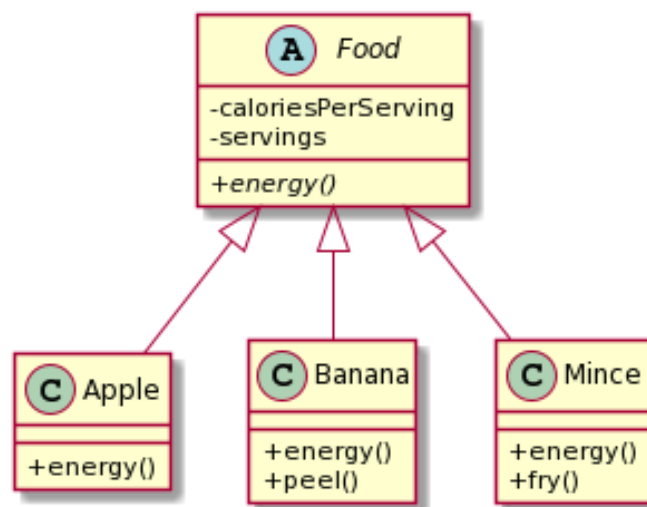 A Food
-caloriesPerServing
-servings
+energy()
C Apple
+energy()
C Banana
+energy()
+peel()
C Mince
+energy()
+fry()